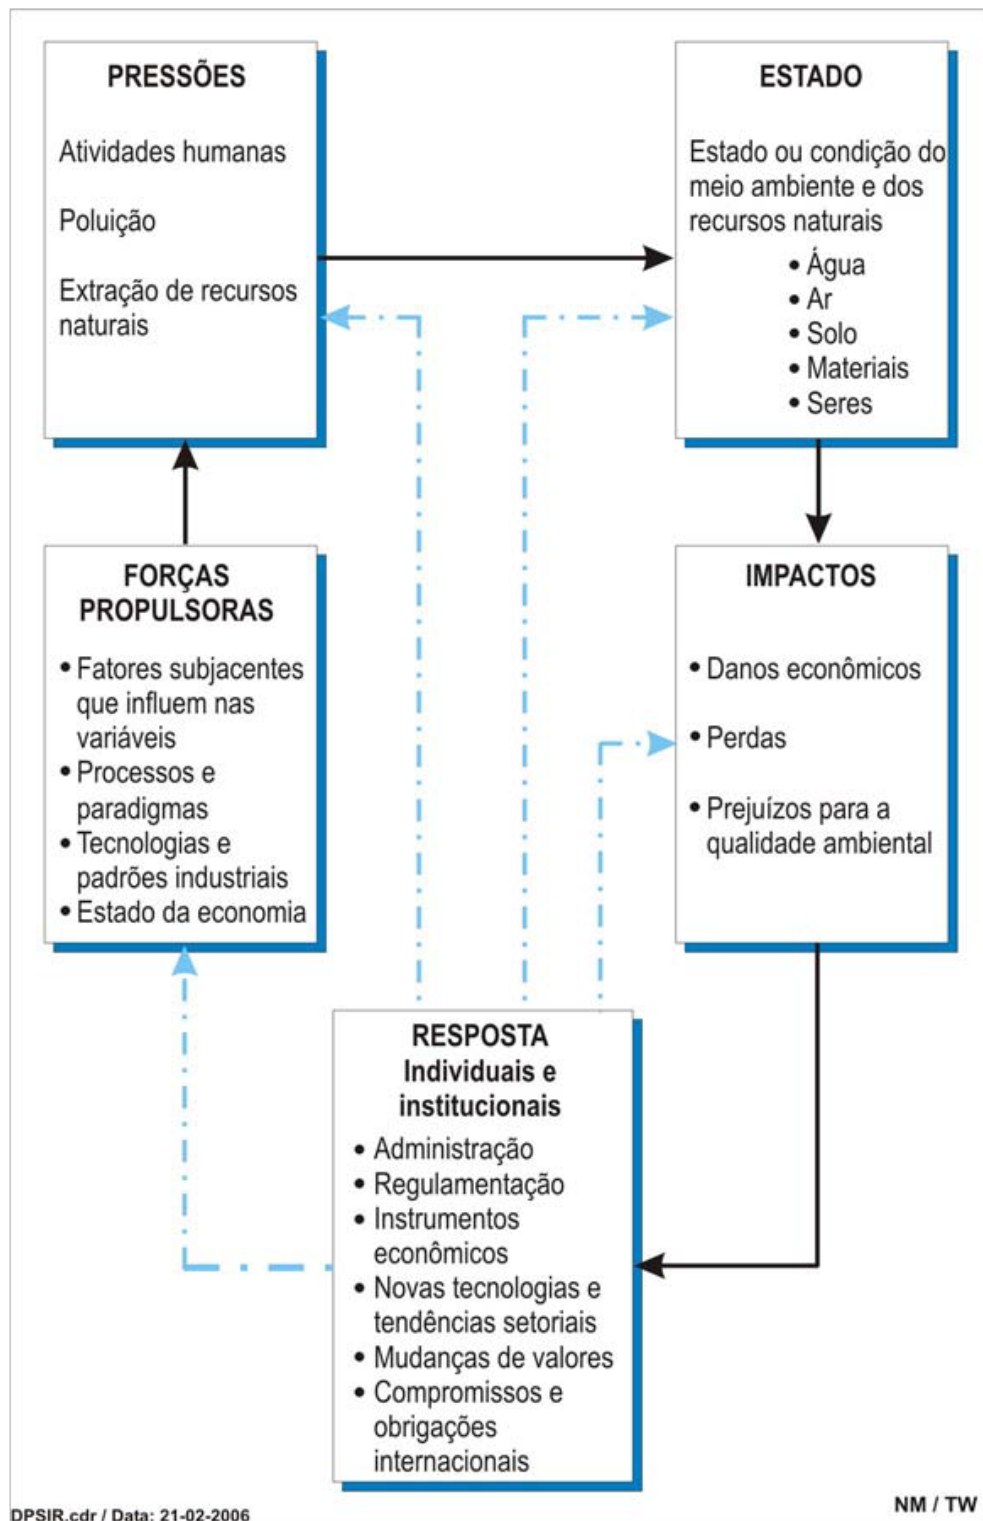 PRESSÕES
Atividades humanas
Poluição
Extração de recursos
naturais
ESTADO
Estado ou condição do
meio ambiente e dos
recursos naturais
• Água
• Ar
• Solo
• Materiais
• Seres
FORÇAS
PROPULSORAS
• Fatores subjacentes
que influem nas
variáveis
• Processos e
paradigmas
• Tecnologias e
padrões industriais
• Estado da economia
IMPACTOS
• Danos econômicos
• Perdas
• Prejuízos para a
qualidade ambiental
RESPOSTA
Individuais e
institucionais
• Administração
• Regulamentação
• Instrumentos
econômicos
• Novas tecnologias e
tendências setoriais
• Mudanças de valores
• Compromissos e
obrigações
internacionais
DPSIR.cdr / Data: 21-02-2006
NM / TW